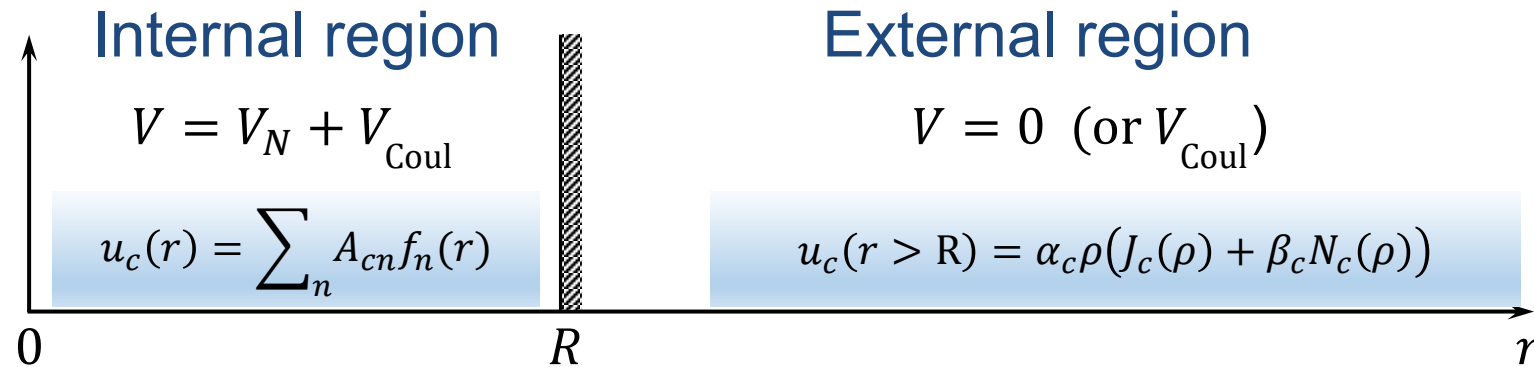 Internal region External region
V = V_N + V_Coul V = 0 (or V_Coul)
u_c(r) = ∑_n A_cn f_n(r) u_c(r > R) = α_c ρ(J_c(ρ) + β_c N_c(ρ))
0 R r